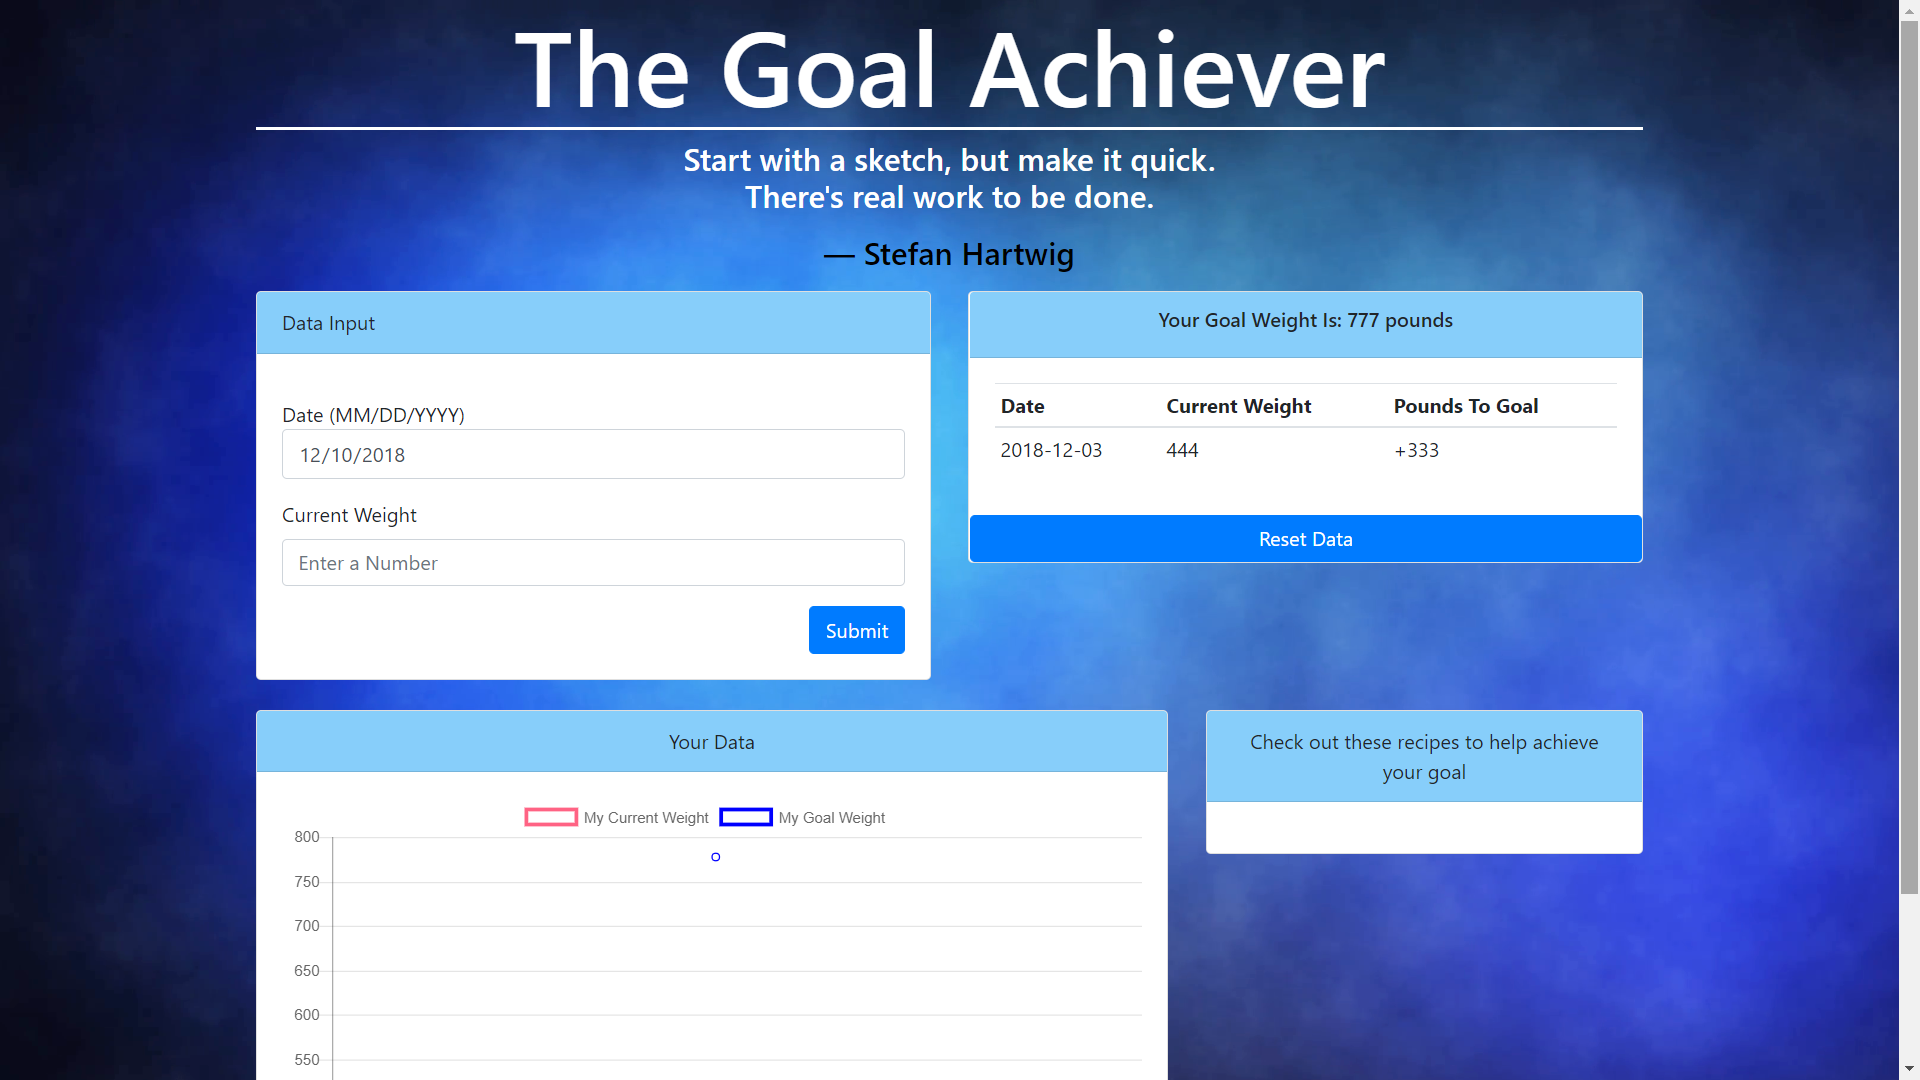 The Goal Achiever
Start with a sketch, but make it quick.
There's real work to be done.
— Stefan Hartwig
Data Input
Date (MM/DD/YYYY)
12/10/2018
Current Weight
Enter a Number
Submit
Your Goal Weight Is: 777 pounds
Date Current Weight Pounds To Goal
2018-12-03 444 +333
Reset Data
Your Data
My Current Weight My Goal Weight
800
750
700
650
600
550
Check out these recipes to help achieve
your goal